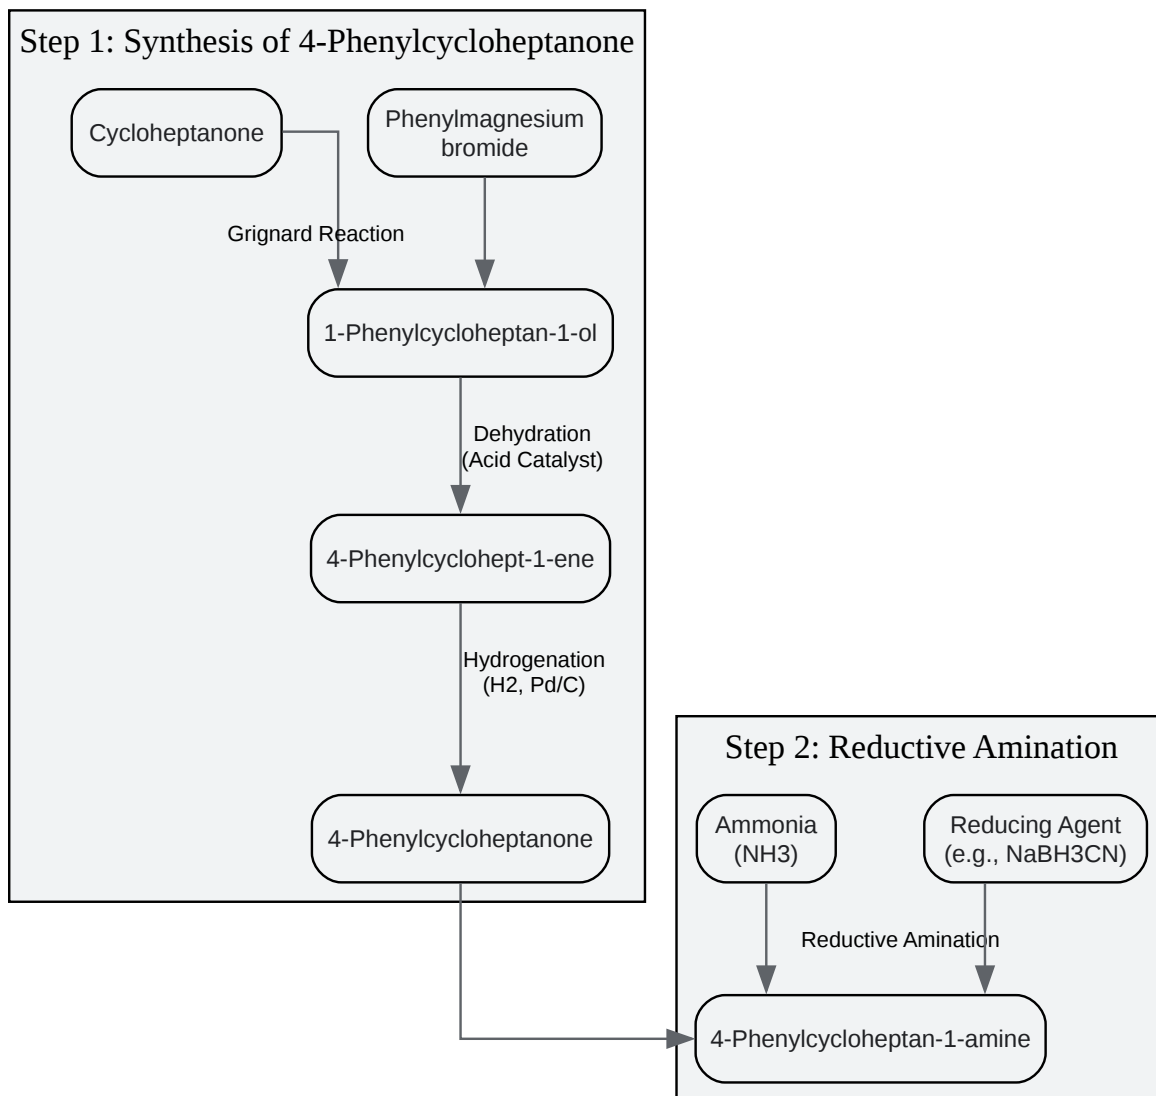 Step 1: Synthesis of 4-Phenylcycloheptanone
Cycloheptanone
Phenylmagnesium
bromide
Grignard Reaction
1-Phenylcycloheptan-1-ol
Dehydration
(Acid Catalyst)
4-Phenylcyclohept-1-ene
Hydrogenation
(H2, Pd/C)
4-Phenylcycloheptanone
Step 2: Reductive Amination
Ammonia
(NH3)
Reducing Agent
(e.g., NaBH3CN)
Reductive Amination
4-Phenylcycloheptan-1-amine